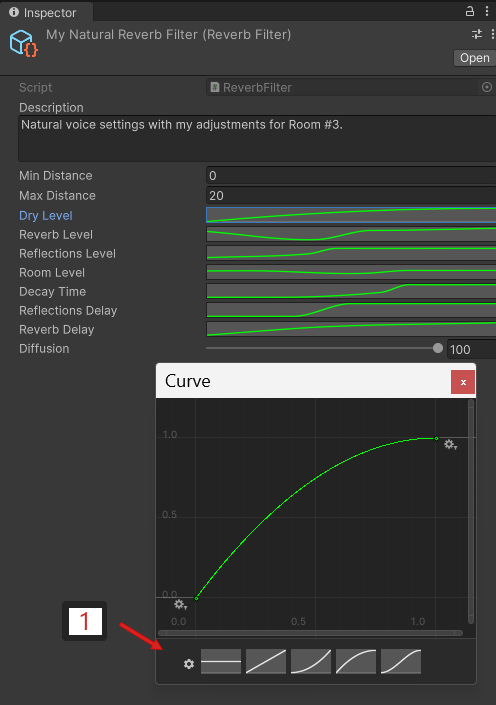 Inspector
My Natural Reverb Filter (Reverb Filter)
Open
Script ReverbFilter
Description
Natural voice settings with my adjustments for Room #3.
Min Distance 0
Max Distance 20
Dry Level
Reverb Level
Reflections Level
Room Level
Decay Time
Reflections Delay
Reverb Delay
Diffusion 100
Curve x
1.0
0.5
0.0
0.0 0.5 1.0
1